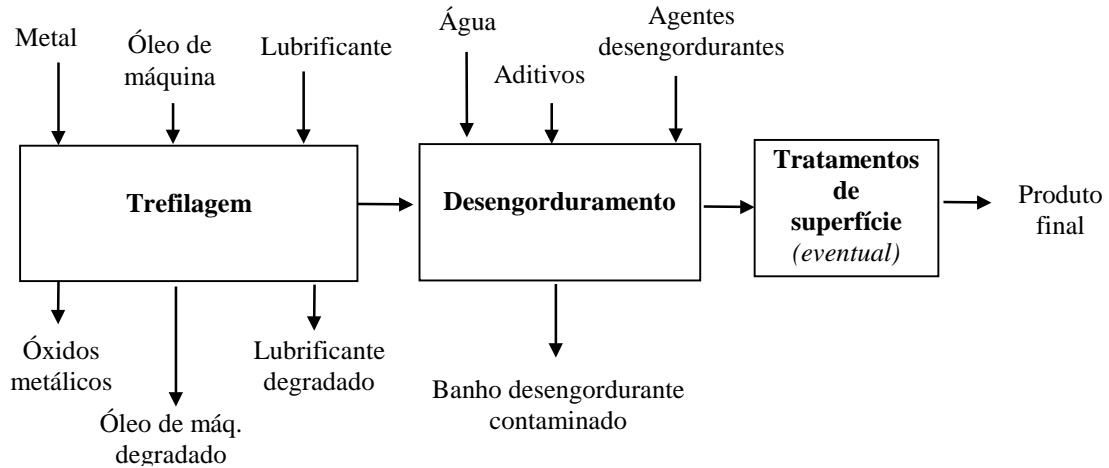 Metal
Óleo de
máquina
Lubrificante
Água
Aditivos
Agentes
desengordurantes
Trefilagem
Desengorduramento
Tratamentos
de
superfície
(eventual)
Produto
final
Óxidos
metálicos
Óleo de máq.
degradado
Lubrificante
degradado
Banho desengordurante
contaminado